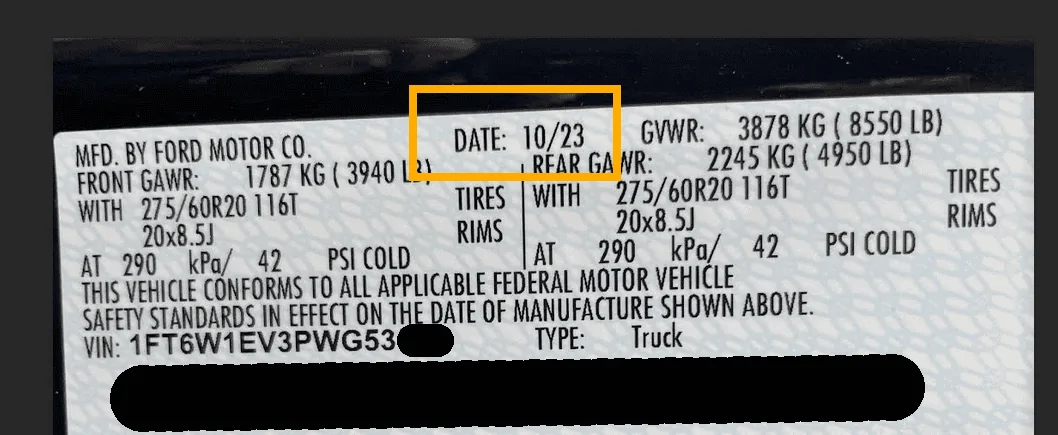 MFD. BY FORD MOTOR CO. DATE: 10/23 GVWR: 3878 KG ( 8550 LB)
FRONT GAWR: 1787 KG ( 3940 LB) REAR GAWR: 2245 KG ( 4950 LB)
WITH 275/60R20 116T TIRES WITH 275/60R20 116T TIRES
20x8.5J RIMS 20x8.5J RIMS
AT 290 kPa/ 42 PSI COLD AT 290 kPa/ 42 PSI COLD
THIS VEHICLE CONFORMS TO ALL APPLICABLE FEDERAL MOTOR VEHICLE
SAFETY STANDARDS IN EFFECT ON THE DATE OF MANUFACTURE SHOWN ABOVE.
VIN: 1FT6W1EV3PWG53 TYPE: Truck